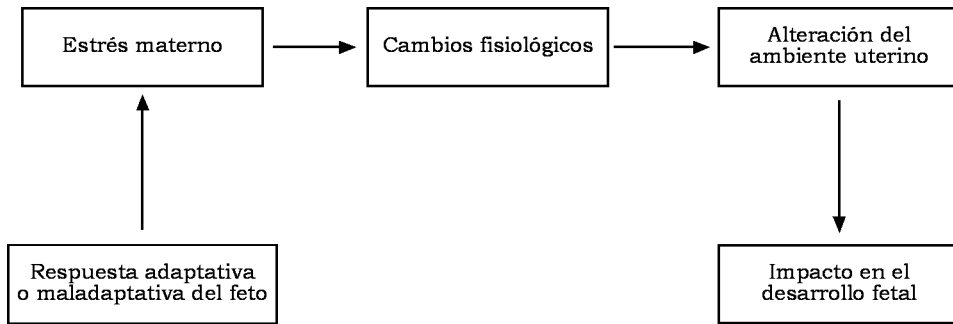 Estrés materno
Cambios fisiológicos
Alteración del
ambiente uterino
Respuesta adaptativa
o maladaptativa del feto
Impacto en el
desarrollo fetal